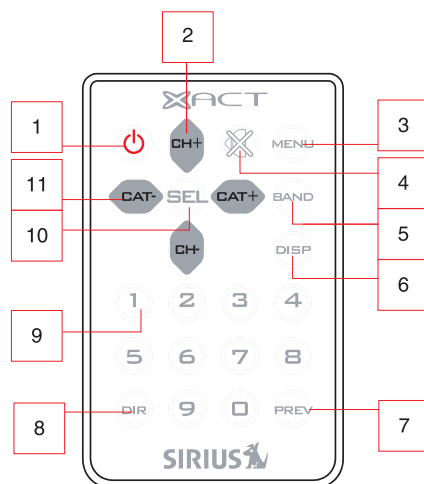 2
XACT
1
CH+
MENU
3
4
11
CAT-
SEL
CAT+
BAND
10
5
CH-
DISP
6
1 2 3 4
9
5 6 7 8
DIR 9 0 PREV
8
7
SIRIUS